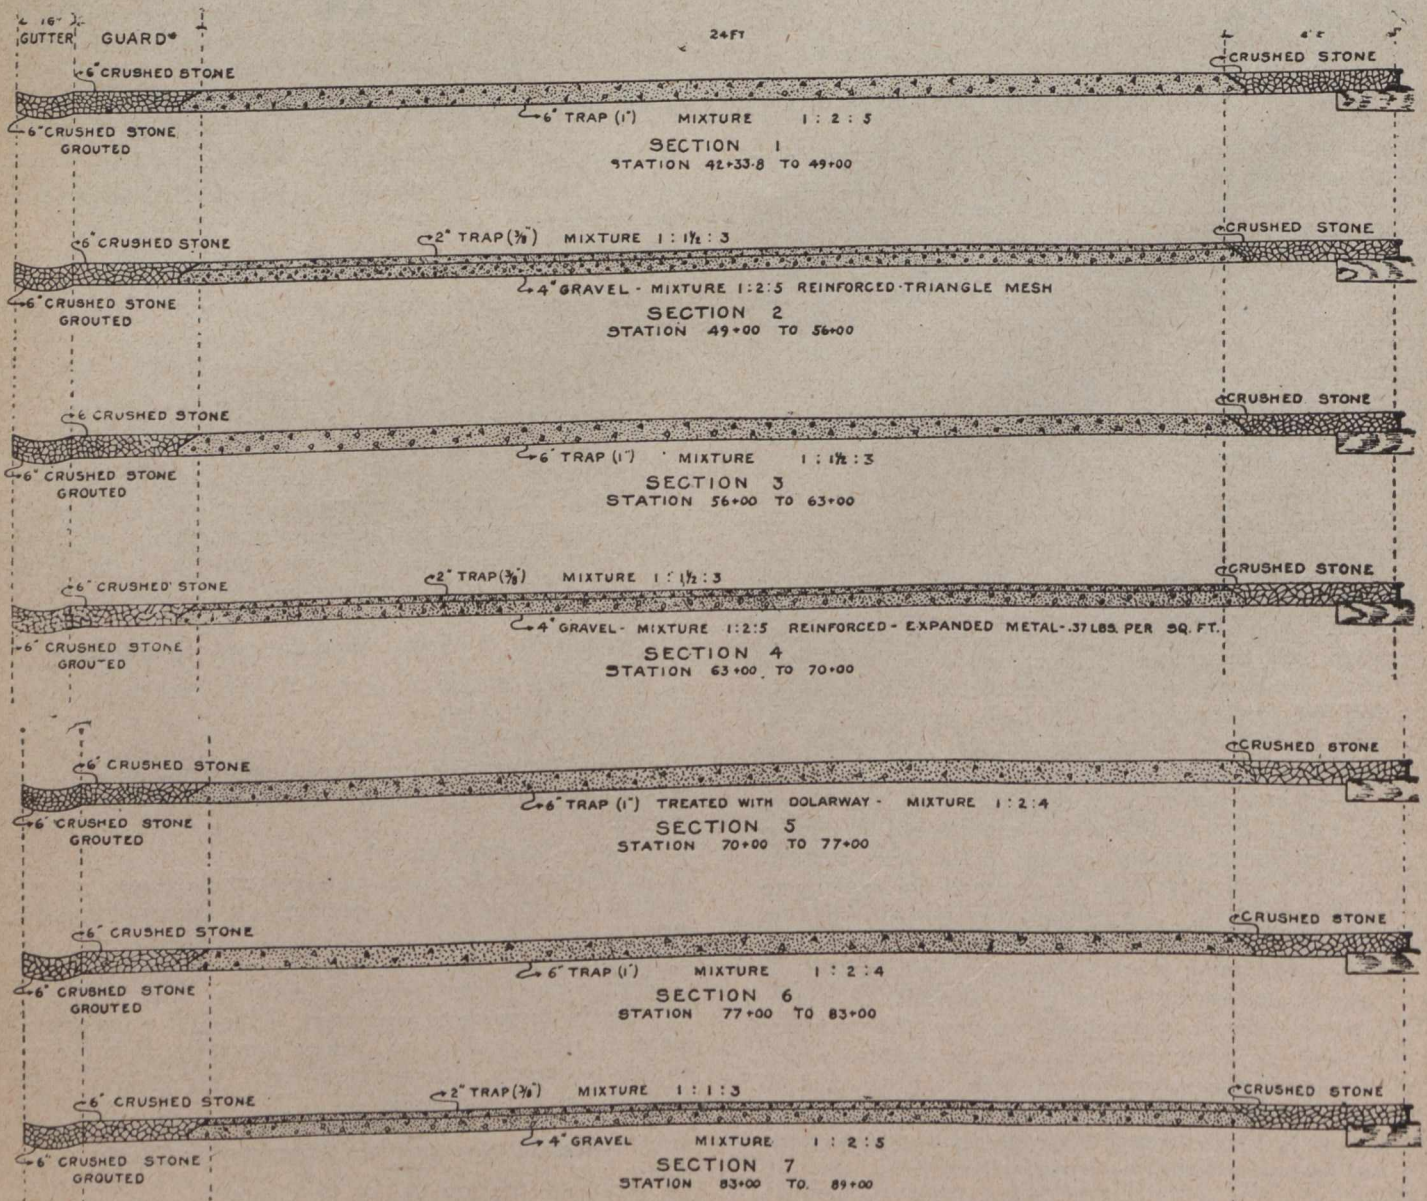 16"
GUTTER GUARD 24FT
6" CRUSHED STONE CRUSHED STONE
6" CRUSHED STONE GROUTED
6" TRAP (1") MIXTURE 1 : 2 : 5
SECTION 1
STATION 42+33.8 TO 49+00
6" CRUSHED STONE 2" TRAP (3/8") MIXTURE 1 : 1½ : 3 CRUSHED STONE
6" CRUSHED STONE GROUTED
4" GRAVEL - MIXTURE 1:2:5 REINFORCED-TRIANGLE MESH
SECTION 2
STATION 49+00 TO 56+00
6 CRUSHED STONE CRUSHED STONE
6" CRUSHED STONE GROUTED
6" TRAP (1") MIXTURE 1 : 1½ : 3
SECTION 3
STATION 56+00 TO 63+00
6" CRUSHED STONE 2" TRAP (3/8") MIXTURE 1 : 1½ : 3 CRUSHED STONE
6" CRUSHED STONE GROUTED
4" GRAVEL - MIXTURE 1:2:5 REINFORCED - EXPANDED METAL-.37 LBS. PER SQ. FT.
SECTION 4
STATION 63+00 TO 70+00
6" CRUSHED STONE CRUSHED STONE
6" CRUSHED STONE GROUTED
6" TRAP (1") TREATED WITH DOLARWAY - MIXTURE 1 : 2 : 4
SECTION 5
STATION 70+00 TO 77+00
6" CRUSHED STONE CRUSHED STONE
6" CRUSHED STONE GROUTED
6" TRAP (1") MIXTURE 1 : 2 : 4
SECTION 6
STATION 77+00 TO 83+00
6" CRUSHED STONE 2" TRAP (3/8") MIXTURE 1 : 1 : 3 CRUSHED STONE
6" CRUSHED STONE GROUTED
4" GRAVEL MIXTURE 1 : 2 : 5
SECTION 7
STATION 83+00 TO. 89+00